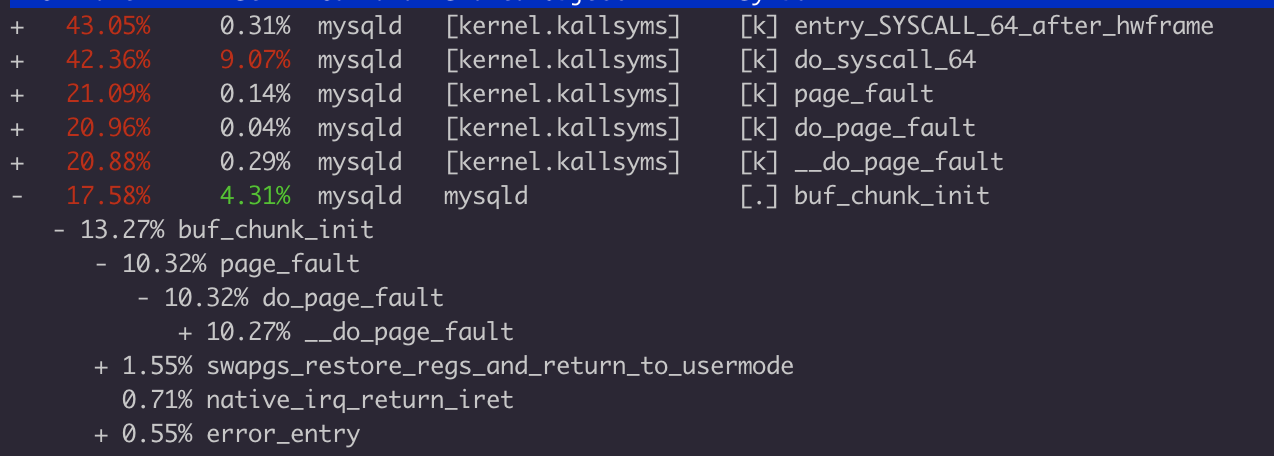 + 43.05% 0.31% mysqld [kernel.kallsyms] [k] entry_SYSCALL_64_after_hwframe
+ 42.36% 9.07% mysqld [kernel.kallsyms] [k] do_syscall_64
+ 21.09% 0.14% mysqld [kernel.kallsyms] [k] page_fault
+ 20.96% 0.04% mysqld [kernel.kallsyms] [k] do_page_fault
+ 20.88% 0.29% mysqld [kernel.kallsyms] [k] __do_page_fault
- 17.58% 4.31% mysqld mysqld [.] buf_chunk_init
- 13.27% buf_chunk_init
- 10.32% page_fault
- 10.32% do_page_fault
+ 10.27% __do_page_fault
+ 1.55% swapgs_restore_regs_and_return_to_usermode
0.71% native_irq_return_iret
+ 0.55% error_entry